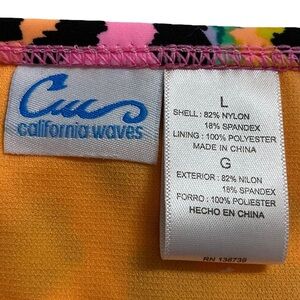 Cws
california waves
L
SHELL: 82% NYLON
18% SPANDEX
LINING: 100% POLYESTER
MADE IN CHINA
G
EXTERIOR: 82% NILON
18% SPANDEX
FORRO: 100% POLIESTER
HECHO EN CHINA
RN 136739